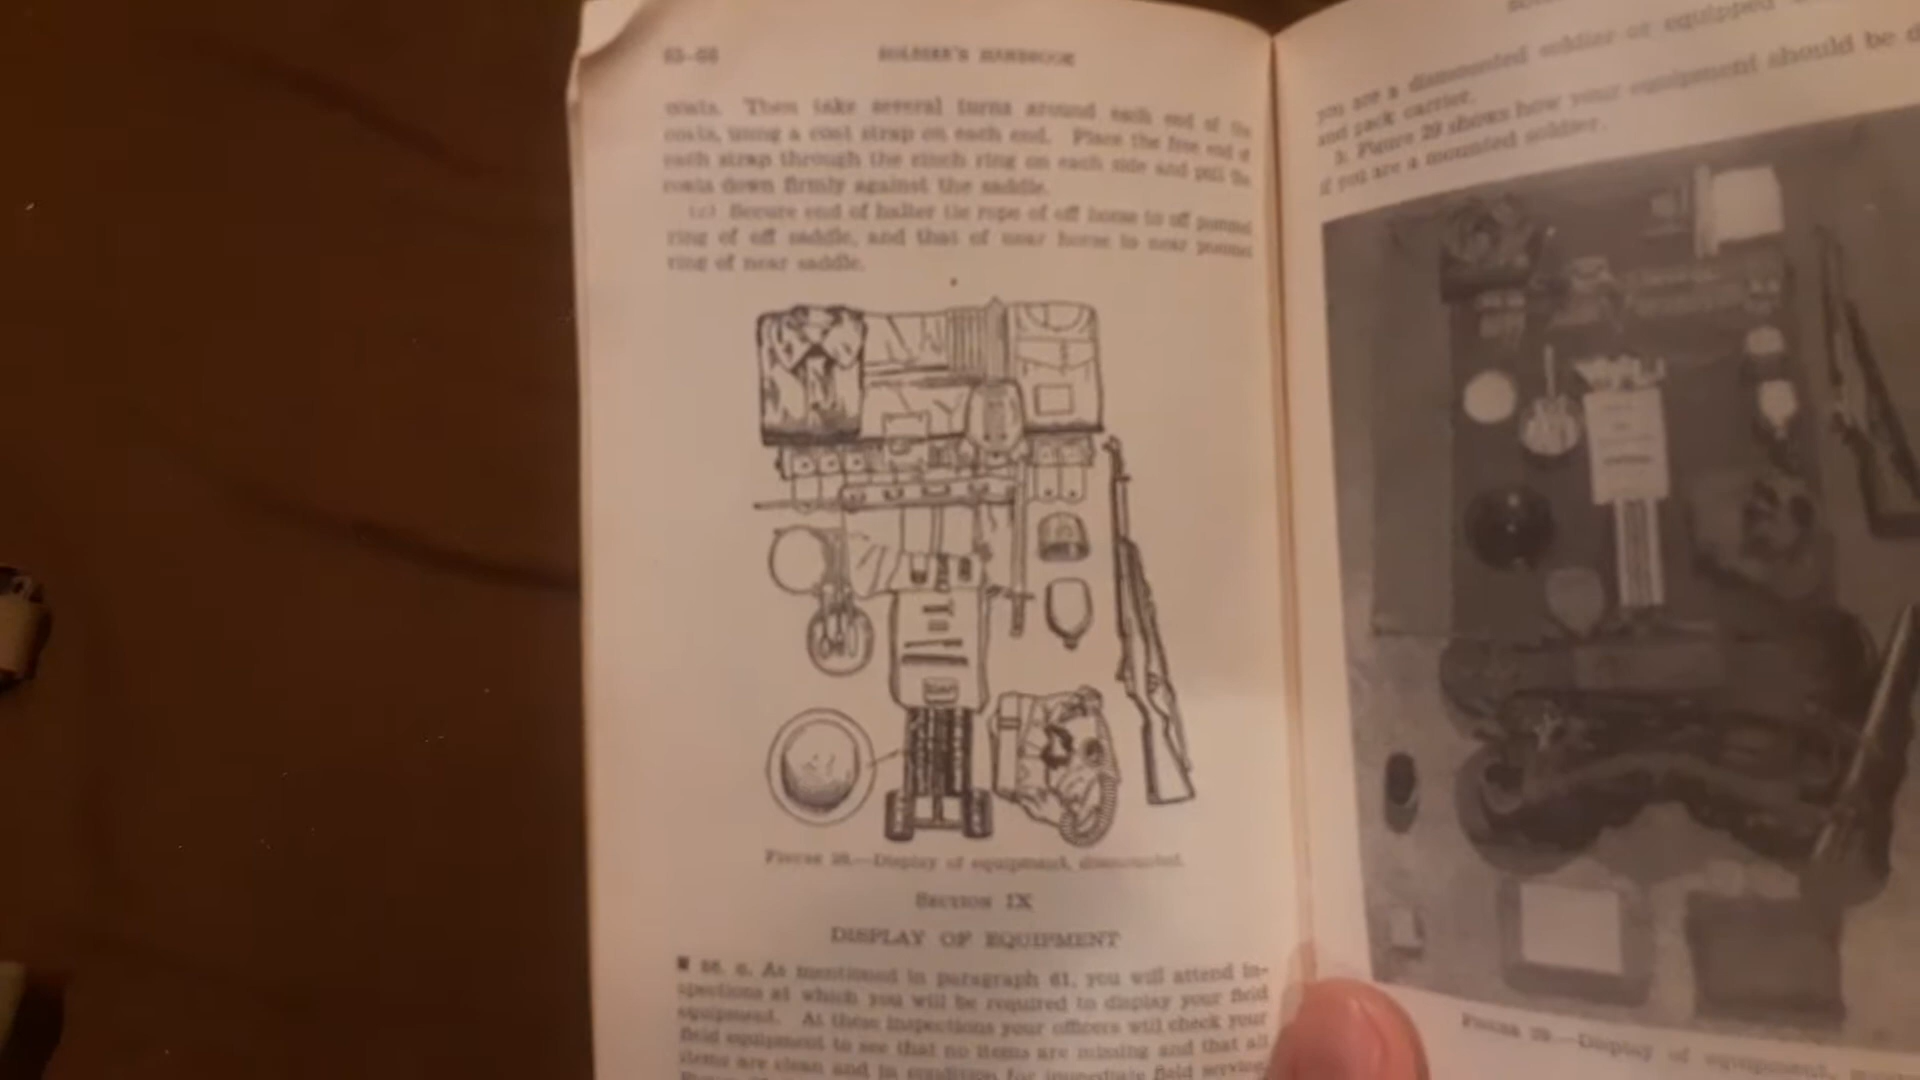 65-66
SOLDIER'S HANDBOOK
coats. Then take several turns around each end of the
coats, using a coat strap on each end. Place the free end of
each strap through the cinch ring on each side and pull the
coats down firmly against the saddle.
(c) Secure end of halter tie rope of off horse to off pommel
ring of off saddle, and that of near horse to near pommel
ring of near saddle.
FIGURE 28.—Display of equipment, dismounted.
SECTION IX
DISPLAY OF EQUIPMENT
■ 66. a. As mentioned in paragraph 61, you will attend in-
spections at which you will be required to display your field
equipment. At these inspections your officers will check your
field equipment to see that no items are missing and that all
items are clean and in condition for immediate field service.
you are a dismounted soldier or equipped
and pack carrier.
b. Figure 29 shows how your equipment should be d
if you are a mounted soldier.
FIGURE 29.—Display of equipment,